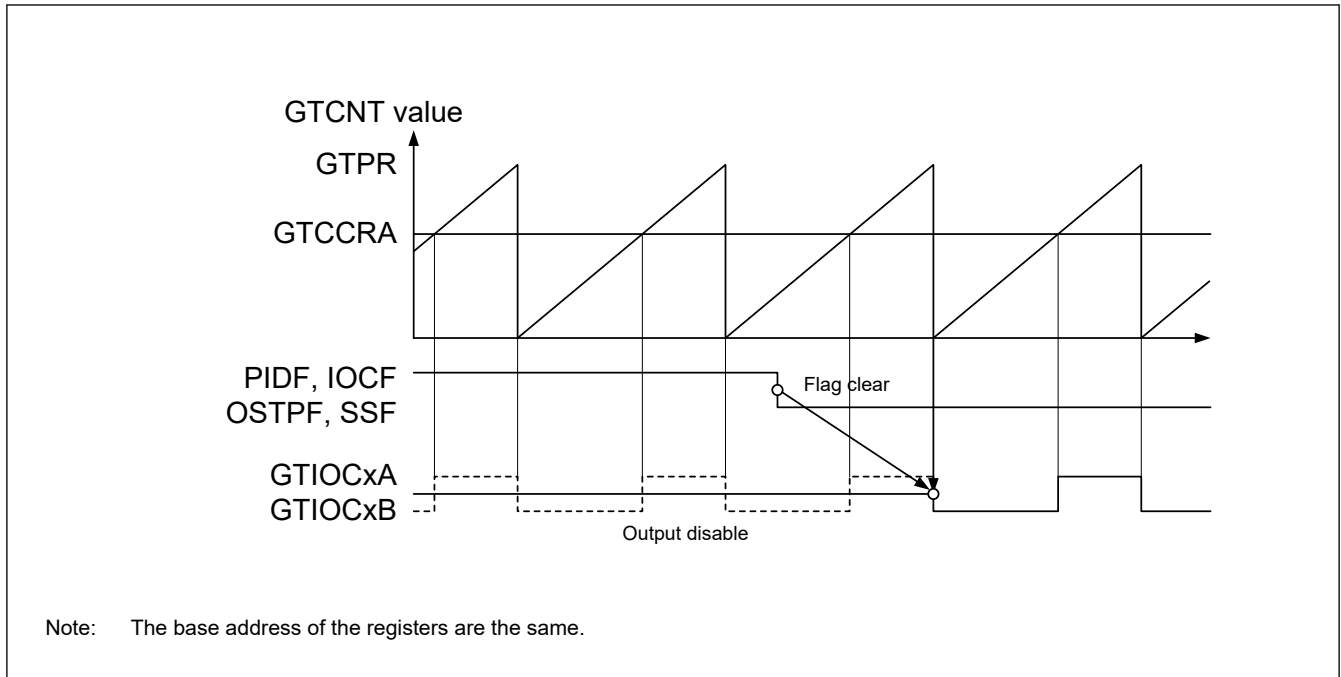 GTCNT value
GTPR
GTCCRA
PIDF, IOCF
Flag clear
OSTPF, SSF
GTIOCxA
GTIOCxB
Output disable
Note: The base address of the registers are the same.